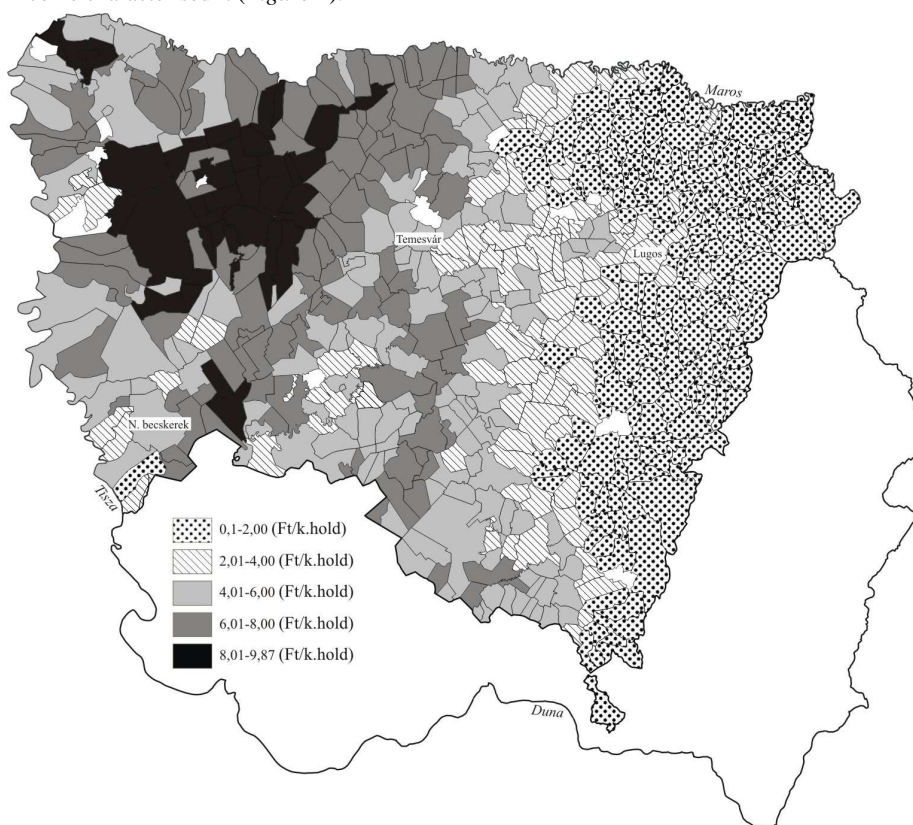 Maros
Temesvár
Lugos
N. becskerek
Tisza
0,1-2,00 (Ft/k.hold)
2,01-4,00 (Ft/k.hold)
4,01-6,00 (Ft/k.hold)
6,01-8,00 (Ft/k.hold)
8,01-9,87 (Ft/k.hold)
Duna